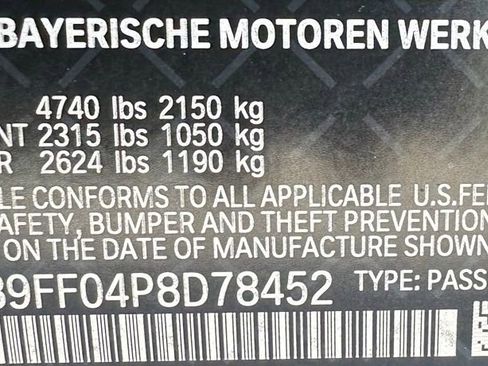 BAYERISCHE MOTOREN WERK
4740 lbs 2150 kg
NT 2315 lbs 1050 kg
R 2624 lbs 1190 kg
LE CONFORMS TO ALL APPLICABLE U.S.FE
AFETY, BUMPER AND THEFT PREVENTION
ON THE DATE OF MANUFACTURE SHOWN
39FF04P8D78452 TYPE: PASS